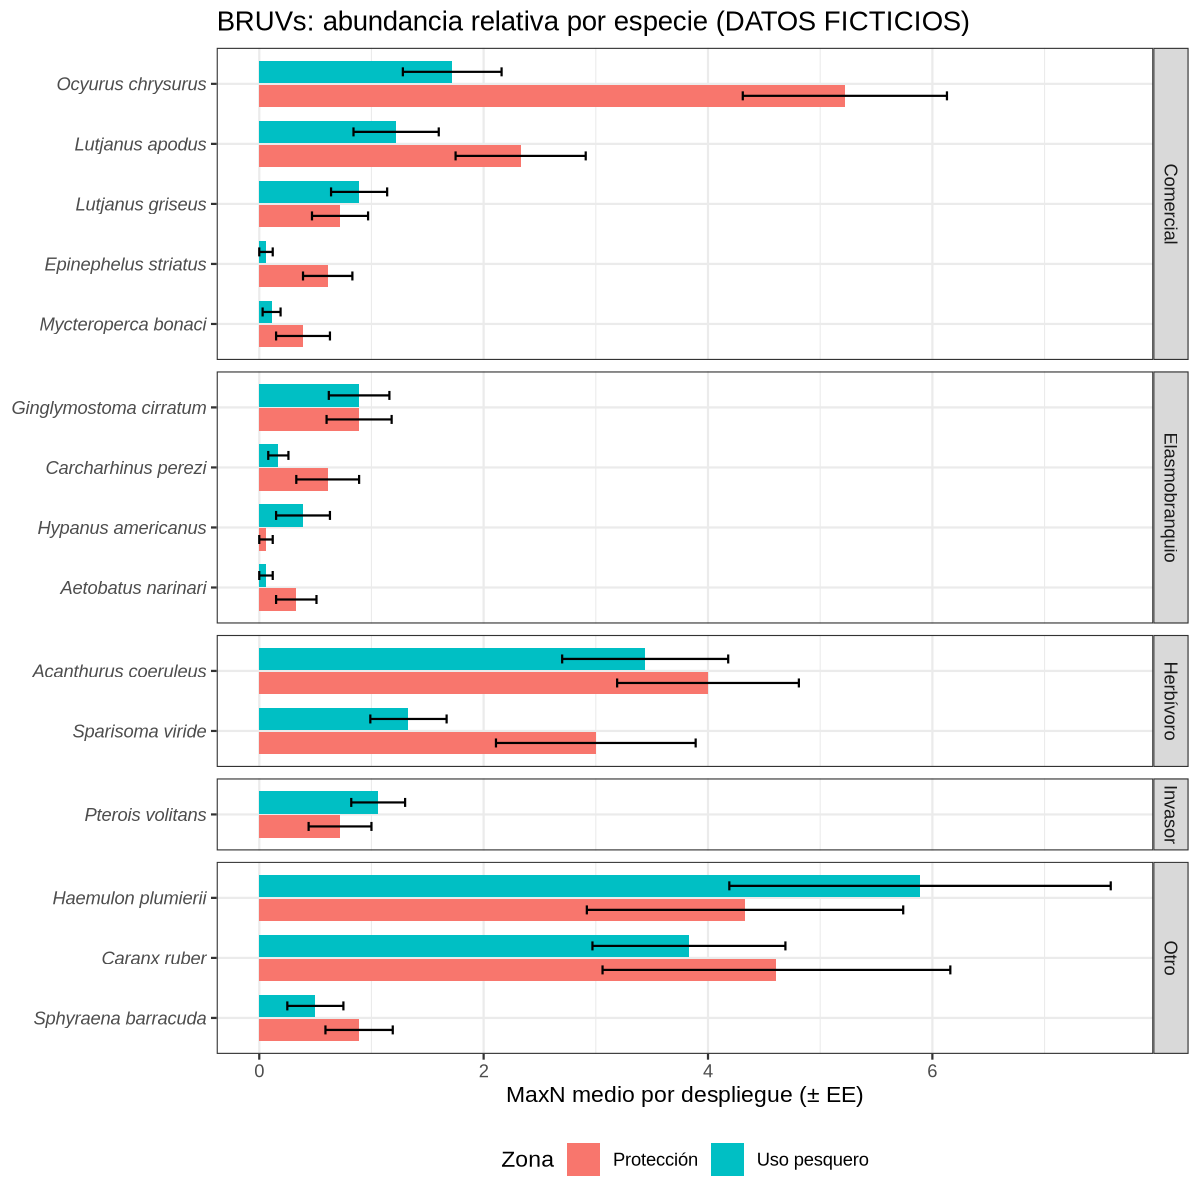 BRUVs: abundancia relativa por especie (DATOS FICTICIOS)
Ocyurus chrysurus
Lutjanus apodus
Lutjanus griseus
Epinephelus striatus
Mycteroperca bonaci
Comercial
Ginglymostoma cirratum
Carcharhinus perezi
Hypanus americanus
Aetobatus narinari
Elasmobranquio
Acanthurus coeruleus
Sparisoma viride
Herbívoro
Pterois volitans
Invasor
Haemulon plumierii
Caranx ruber
Sphyraena barracuda
Otro
0 2 4 6
MaxN medio por despliegue (± EE)
Zona Protección Uso pesquero